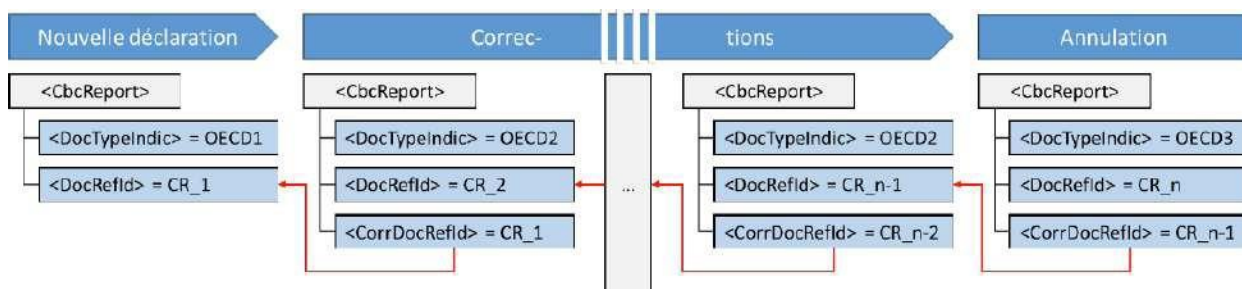 Nouvelle déclaration
Correc-
tions
Annulation
<CbcReport>
<DocTypeIndic> = OECD1
<DocRefId> = CR_1
<CbcReport>
<DocTypeIndic> = OECD2
<DocRefId> = CR_2
<CorrDocRefId> = CR_1
...
<CbcReport>
<DocTypeIndic> = OECD2
<DocRefId> = CR_n-1
<CorrDocRefId> = CR_n-2
<CbcReport>
<DocTypeIndic> = OECD3
<DocRefId> = CR_n
<CorrDocRefId> = CR_n-1